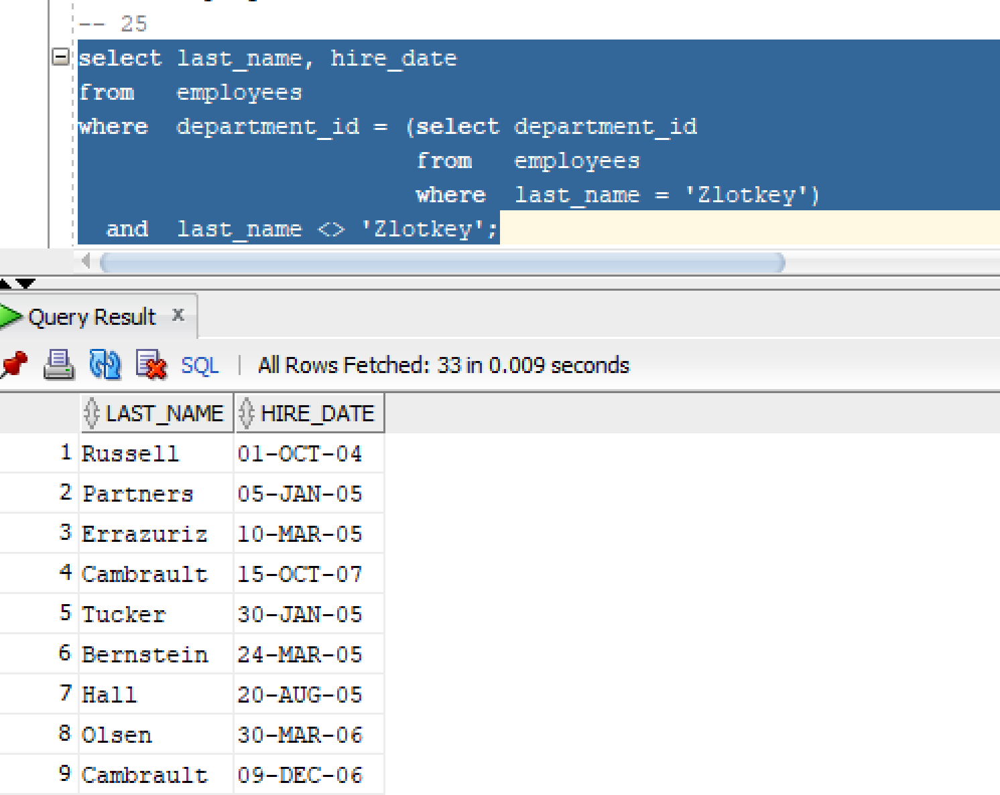 -- 25
select last_name, hire_date
from employees
where department_id = (select department_id
from employees
where last_name = 'Zlotkey')
and last_name <> 'Zlotkey';
Query Result x
SQL | All Rows Fetched: 33 in 0.009 seconds
LAST_NAME HIRE_DATE
1 Russell 01-OCT-04
2 Partners 05-JAN-05
3 Errazuriz 10-MAR-05
4 Cambrault 15-OCT-07
5 Tucker 30-JAN-05
6 Bernstein 24-MAR-05
7 Hall 20-AUG-05
8 Olsen 30-MAR-06
9 Cambrault 09-DEC-06